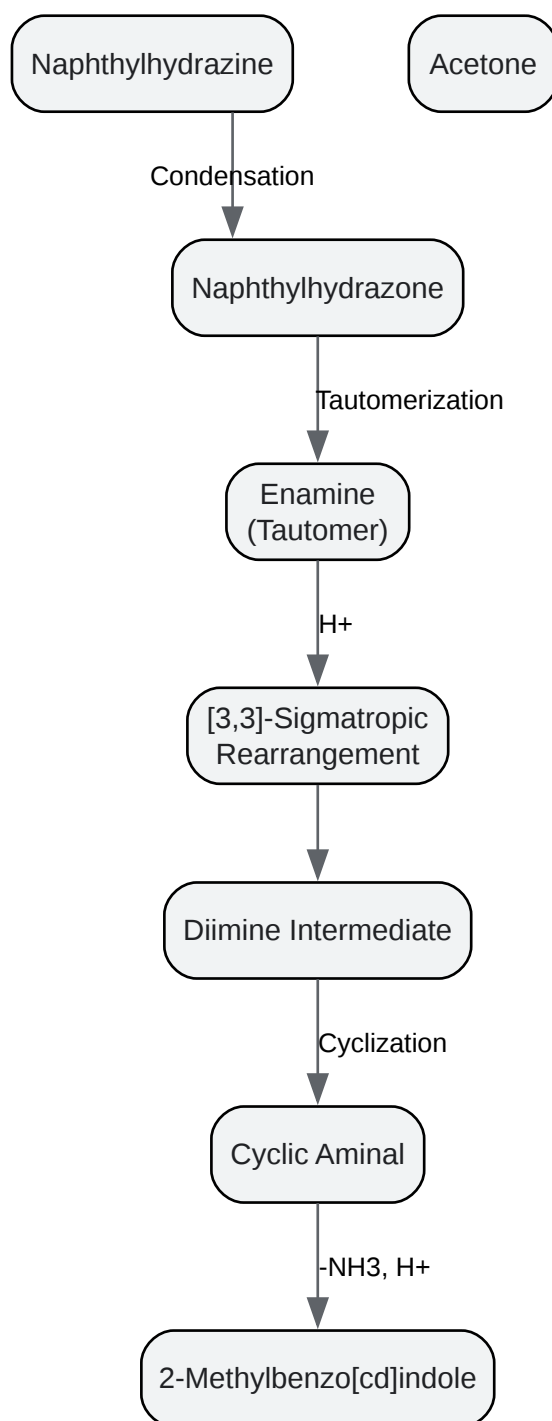 Naphthylhydrazine
Acetone
Condensation
Naphthylhydrazone
Tautomerization
Enamine
(Tautomer)
H+
[3,3]-Sigmatropic
Rearrangement
Diimine Intermediate
Cyclization
Cyclic Aminal
-NH3, H+
2-Methylbenzo[cd]indole